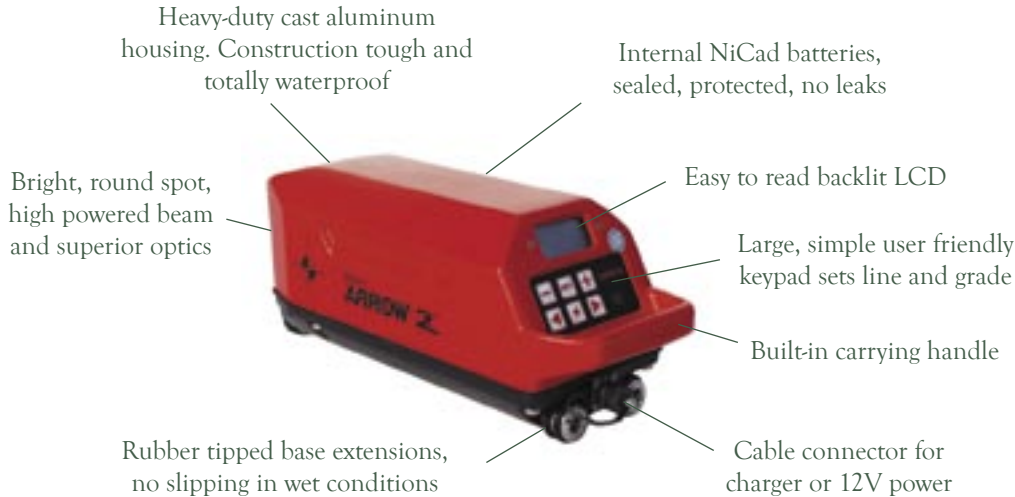 Heavy-duty cast aluminum
housing. Construction tough and
totally waterproof
Internal NiCad batteries,
sealed, protected, no leaks
Bright, round spot,
high powered beam
and superior optics
Easy to read backlit LCD
Large, simple user friendly
keypad sets line and grade
ARROW 2
Built-in carrying handle
Rubber tipped base extensions,
no slipping in wet conditions
Cable connector for
charger or 12V power